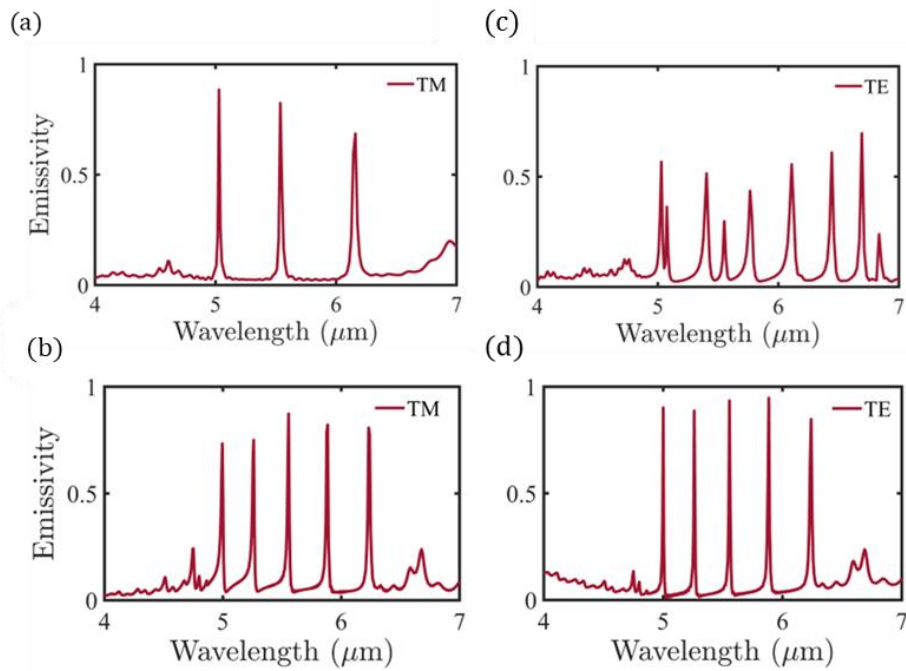 (a)
1
0.5
0
Emissivity
TM
4 5 6 7
Wavelength (μm)
(c)
1
0.5
0
TE
4 5 6 7
Wavelength (μm)
(b)
1
0.5
0
Emissivity
TM
4 5 6 7
Wavelength (μm)
(d)
1
0.5
0
TE
4 5 6 7
Wavelength (μm)